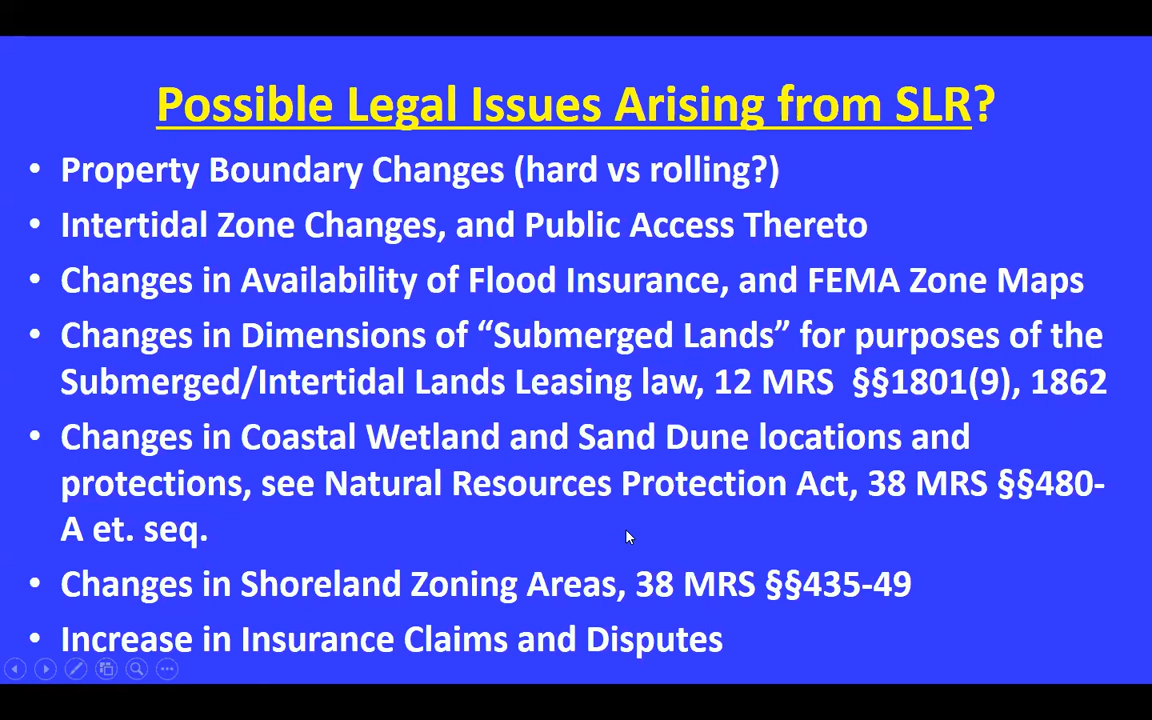 Possible Legal Issues Arising from SLR?
• Property Boundary Changes (hard vs rolling?)
• Intertidal Zone Changes, and Public Access Thereto
• Changes in Availability of Flood Insurance, and FEMA Zone Maps
• Changes in Dimensions of “Submerged Lands” for purposes of the
Submerged/Intertidal Lands Leasing law, 12 MRS §§1801(9), 1862
• Changes in Coastal Wetland and Sand Dune locations and
protections, see Natural Resources Protection Act, 38 MRS §§480-
A et. seq.
• Changes in Shoreland Zoning Areas, 38 MRS §§435-49
• Increase in Insurance Claims and Disputes